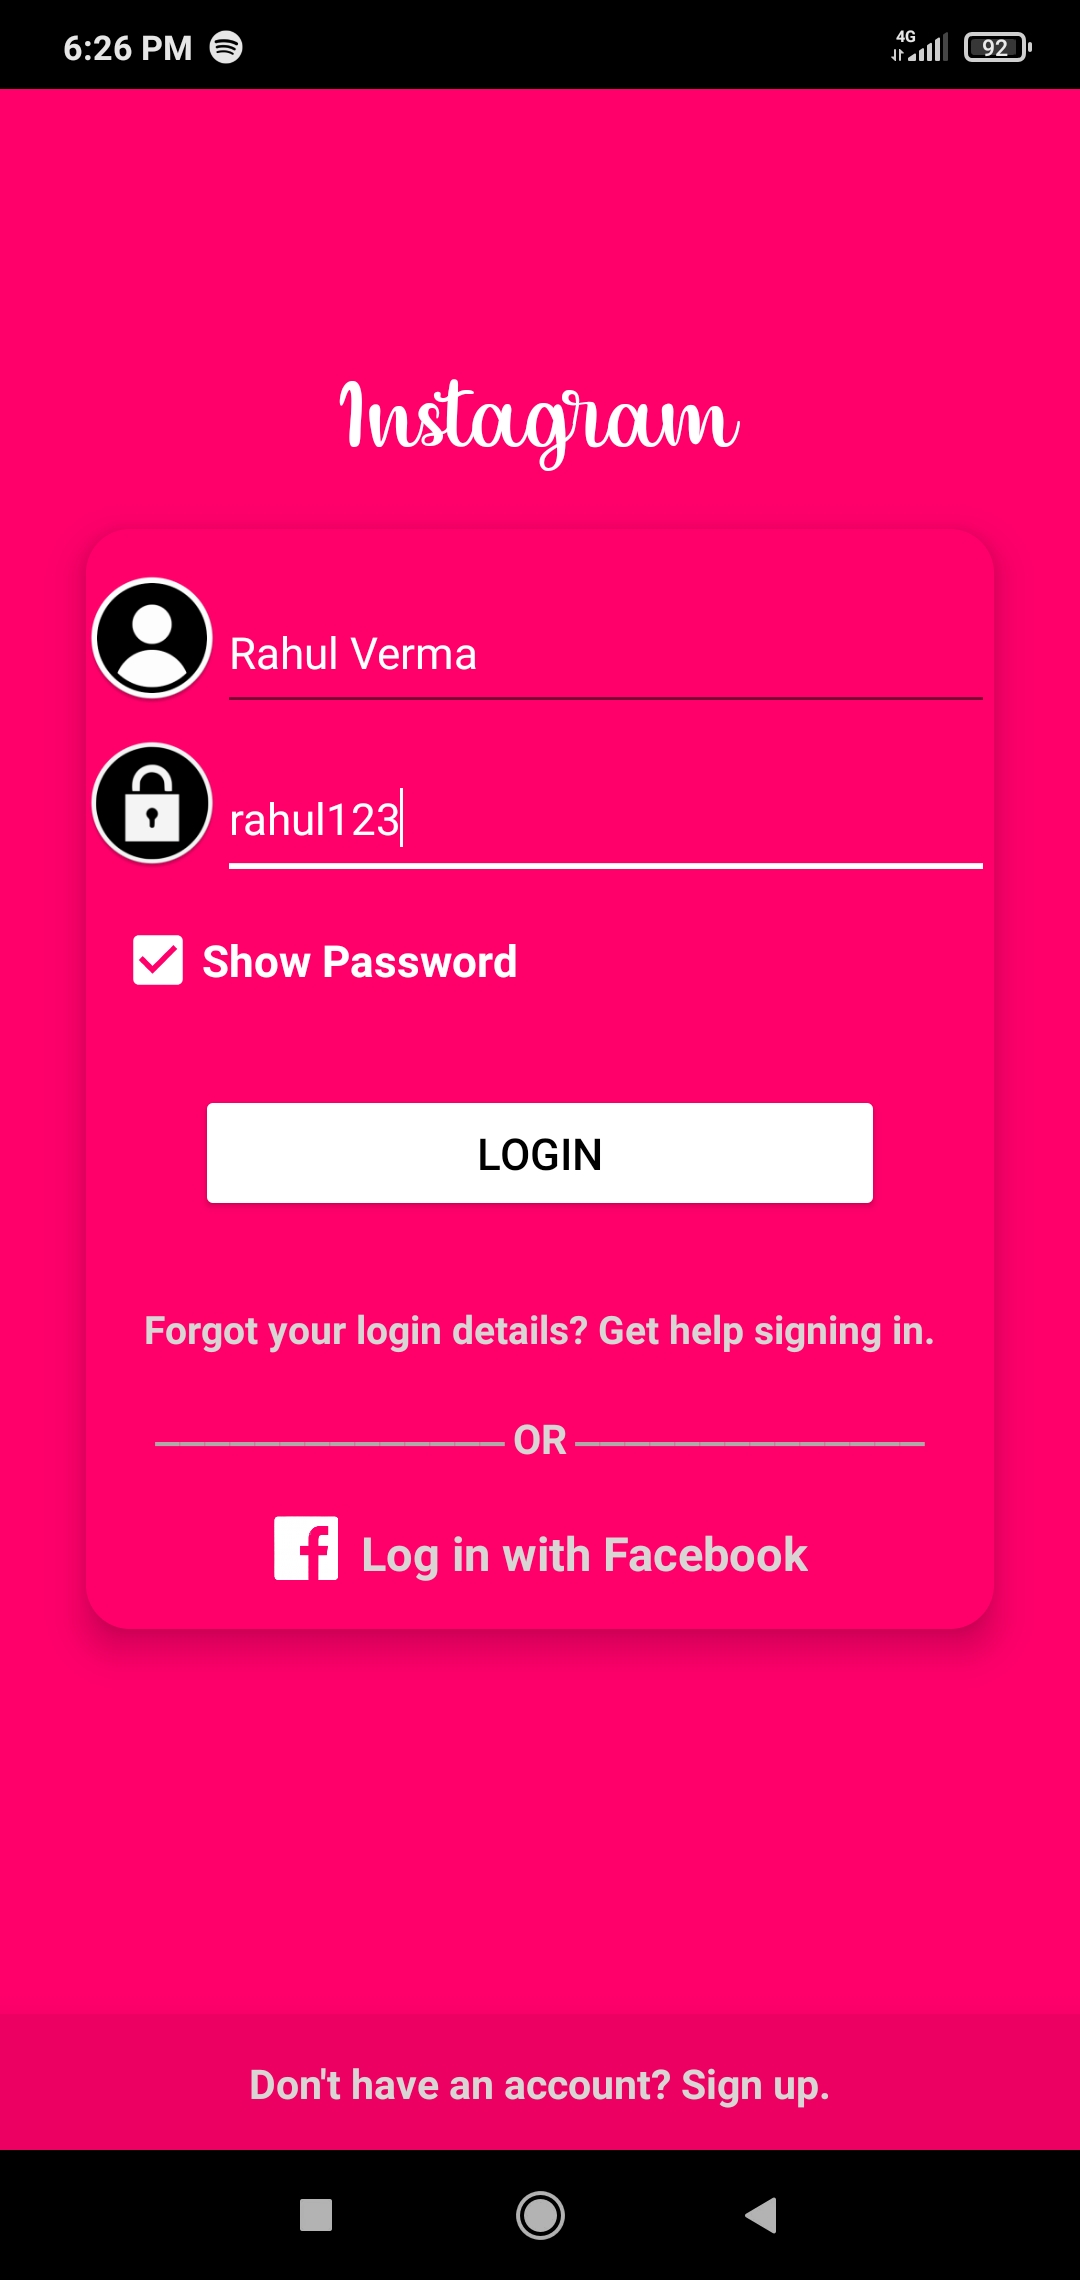 6:26 PM
4G
92
Instagram
Rahul Verma
rahul123
Show Password
LOGIN
Forgot your login details? Get help signing in.
OR
Log in with Facebook
Don't have an account? Sign up.